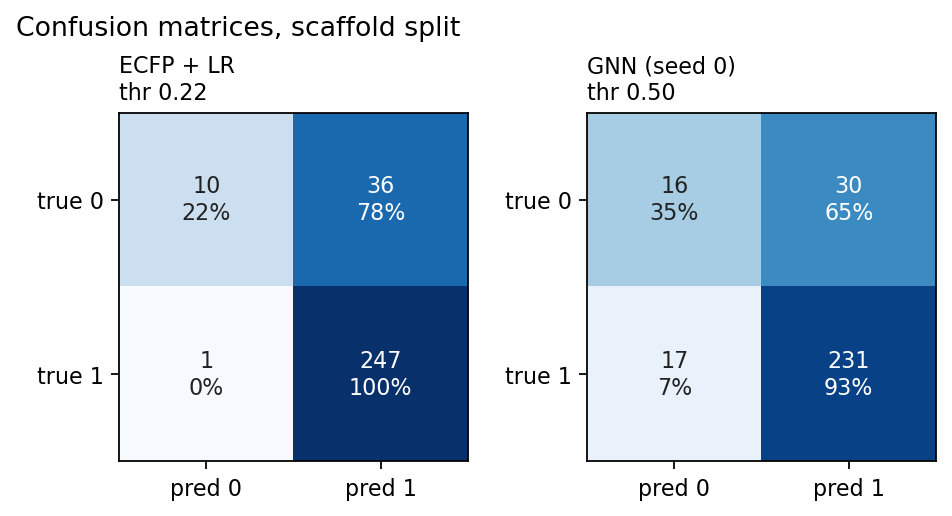 Confusion matrices, scaffold split
ECFP + LR
thr 0.22
GNN (seed 0)
thr 0.50
true 0
10
22%
36
78%
true 1
1
0%
247
100%
pred 0
pred 1
true 0
16
35%
30
65%
true 1
17
7%
231
93%
pred 0
pred 1